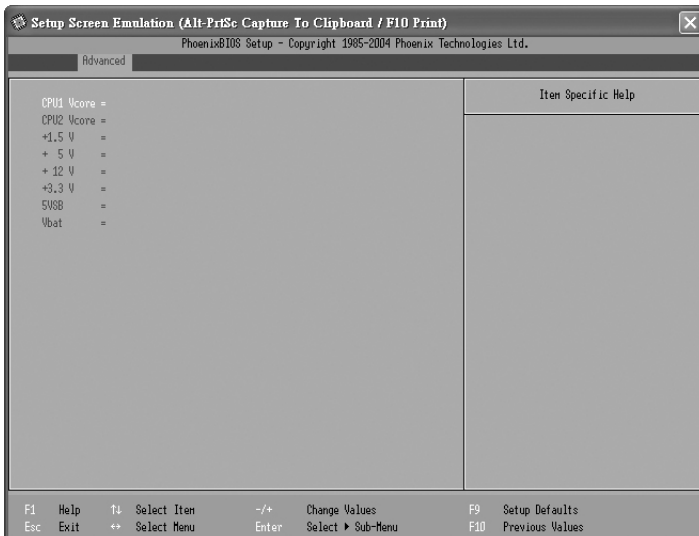 Setup Screen Emulation (Alt-PrtSc Capture To Clipboard / F10 Print)
PhoenixBIOS Setup - Copyright 1985-2004 Phoenix Technologies Ltd.
Advanced
Item Specific Help
CPU1 Vcore =
CPU2 Vcore =
+1.5 V =
+ 5 V =
+ 12 V =
+3.3 V =
5VSB =
Vbat =
F1 Help ↑↓ Select Item -/+ Change Values F9 Setup Defaults
Esc Exit ↔ Select Menu Enter Select ▶ Sub-Menu F10 Previous Values